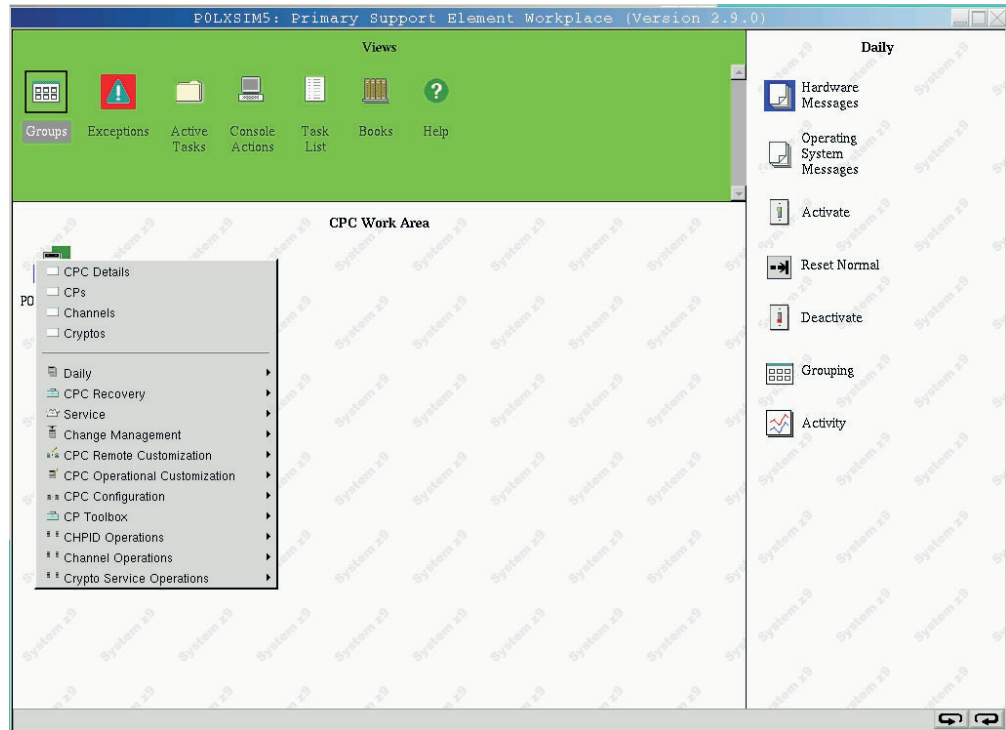 P0LXSIM5: Primary Support Element Workplace (Version 2.9.0)
Views
Groups
Exceptions
Active
Tasks
Console
Actions
Task
List
Books
Help
CPC Work Area
P0
CPC Details
CPs
Channels
Cryptos
Daily
CPC Recovery
Service
Change Management
CPC Remote Customization
CPC Operational Customization
CPC Configuration
CP Toolbox
CHPID Operations
Channel Operations
Crypto Service Operations
Daily
Hardware
Messages
Operating
System
Messages
Activate
Reset Normal
Deactivate
Grouping
Activity
System z9